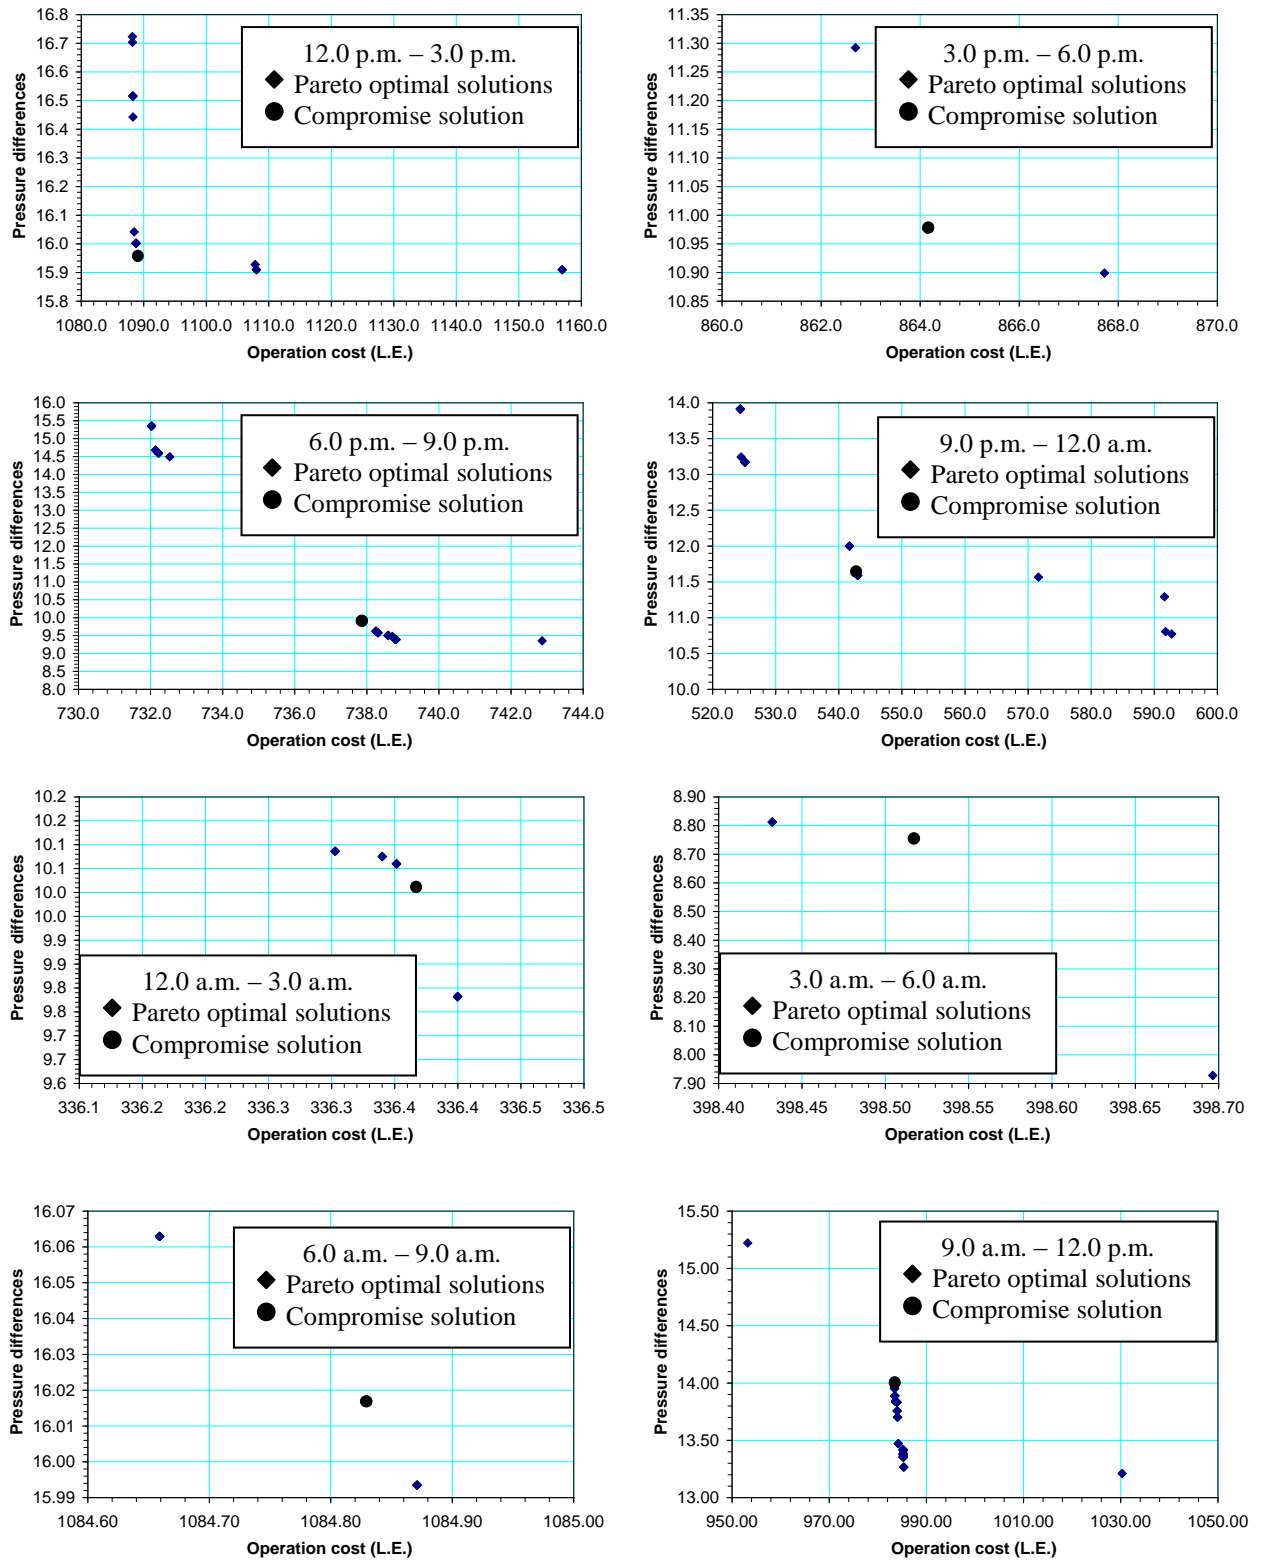 16.8
16.7
16.6
16.5
16.4
16.3
16.2
16.1
16.0
15.9
15.8
Pressure differences
12.0 p.m. – 3.0 p.m.
Pareto optimal solutions
Compromise solution
1080.0 1090.0 1100.0 1110.0 1120.0 1130.0 1140.0 1150.0 1160.0
Operation cost (L.E.)
11.35
11.30
11.25
11.20
11.15
11.10
11.05
11.00
10.95
10.90
10.85
Pressure differences
3.0 p.m. – 6.0 p.m.
Pareto optimal solutions
Compromise solution
860.0 862.0 864.0 866.0 868.0 870.0
Operation cost (L.E.)
16.0
15.5
15.0
14.5
14.0
13.5
13.0
12.5
12.0
11.5
11.0
10.5
10.0
9.5
9.0
8.0
Pressure differences
6.0 p.m. – 9.0 p.m.
Pareto optimal solutions
Compromise solution
730.0 732.0 734.0 736.0 738.0 740.0 742.0 744.0
Operation cost (L.E.)
14.0
13.5
13.0
12.5
12.0
11.5
11.0
10.5
10.0
Pressure differences
9.0 p.m. – 12.0 a.m.
Pareto optimal solutions
Compromise solution
520.0 530.0 540.0 550.0 560.0 570.0 580.0 590.0 600.0
Operation cost (L.E.)
10.2
10.2
10.1
10.1
10.0
10.0
9.9
9.9
9.8
9.8
9.7
9.7
9.6
Pressure differences
12.0 a.m. – 3.0 a.m.
Pareto optimal solutions
Compromise solution
336.1 336.2 336.2 336.3 336.3 336.4 336.4 336.5 336.5
Operation cost (L.E.)
8.90
8.80
8.70
8.60
8.50
8.40
8.30
8.20
8.10
8.00
7.90
Pressure differences
3.0 a.m. – 6.0 a.m.
Pareto optimal solutions
Compromise solution
398.40 398.45 398.50 398.55 398.60 398.65 398.70
Operation cost (L.E.)
16.07
16.06
16.05
16.04
16.03
16.02
16.01
16.00
15.99
Pressure differences
6.0 a.m. – 9.0 a.m.
Pareto optimal solutions
Compromise solution
1084.60 1084.70 1084.80 1084.90 1085.00
Operation cost (L.E.)
15.50
15.00
14.50
14.00
13.50
13.00
Pressure differences
9.0 a.m. – 12.0 p.m.
Pareto optimal solutions
Compromise solution
950.00 970.00 990.00 1010.00 1030.00 1050.00
Operation cost (L.E.)